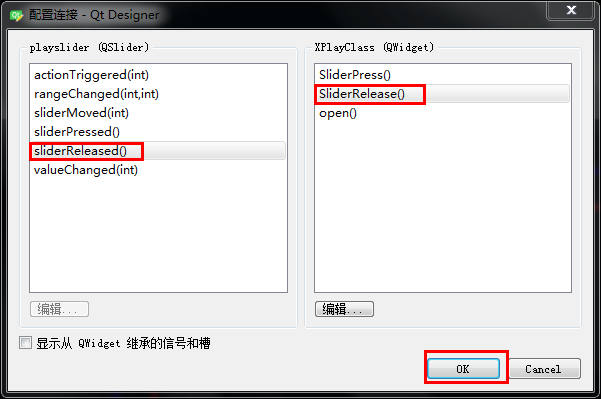 配置连接 - Qt Designer
playslider (QSlider)
actionTriggered(int)
rangeChanged(int,int)
sliderMoved(int)
sliderPressed()
sliderReleased()
valueChanged(int)
编辑...
XPlayClass (QWidget)
SliderPress()
SliderRelease()
open()
编辑...
显示从 QWidget 继承的信号和槽
OK
Cancel